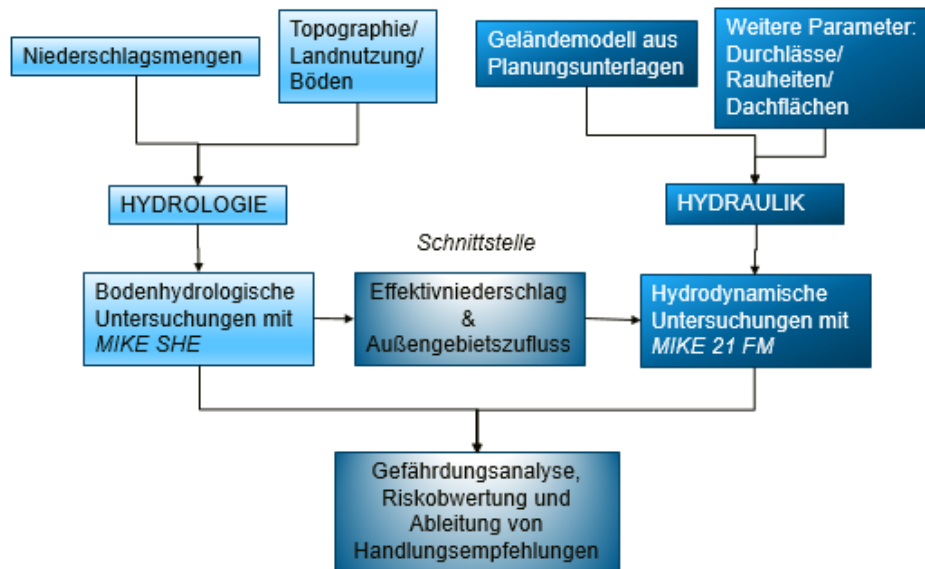 Niederschlagsmengen
Topographie/
Landnutzung/
Böden
Geländemodell aus
Planungsunterlagen
Weitere Parameter:
Durchlässe/
Rauheiten/
Dachflächen
HYDROLOGIE
HYDRAULIK
Schnittstelle
Bodenhydrologische
Untersuchungen mit
MIKE SHE
Effektivniederschlag
&
Außengebietszufluss
Hydrodynamische
Untersuchungen mit
MIKE 21 FM
Gefährdungsanalyse,
Riskobwertung und
Ableitung von
Handlungsempfehlungen